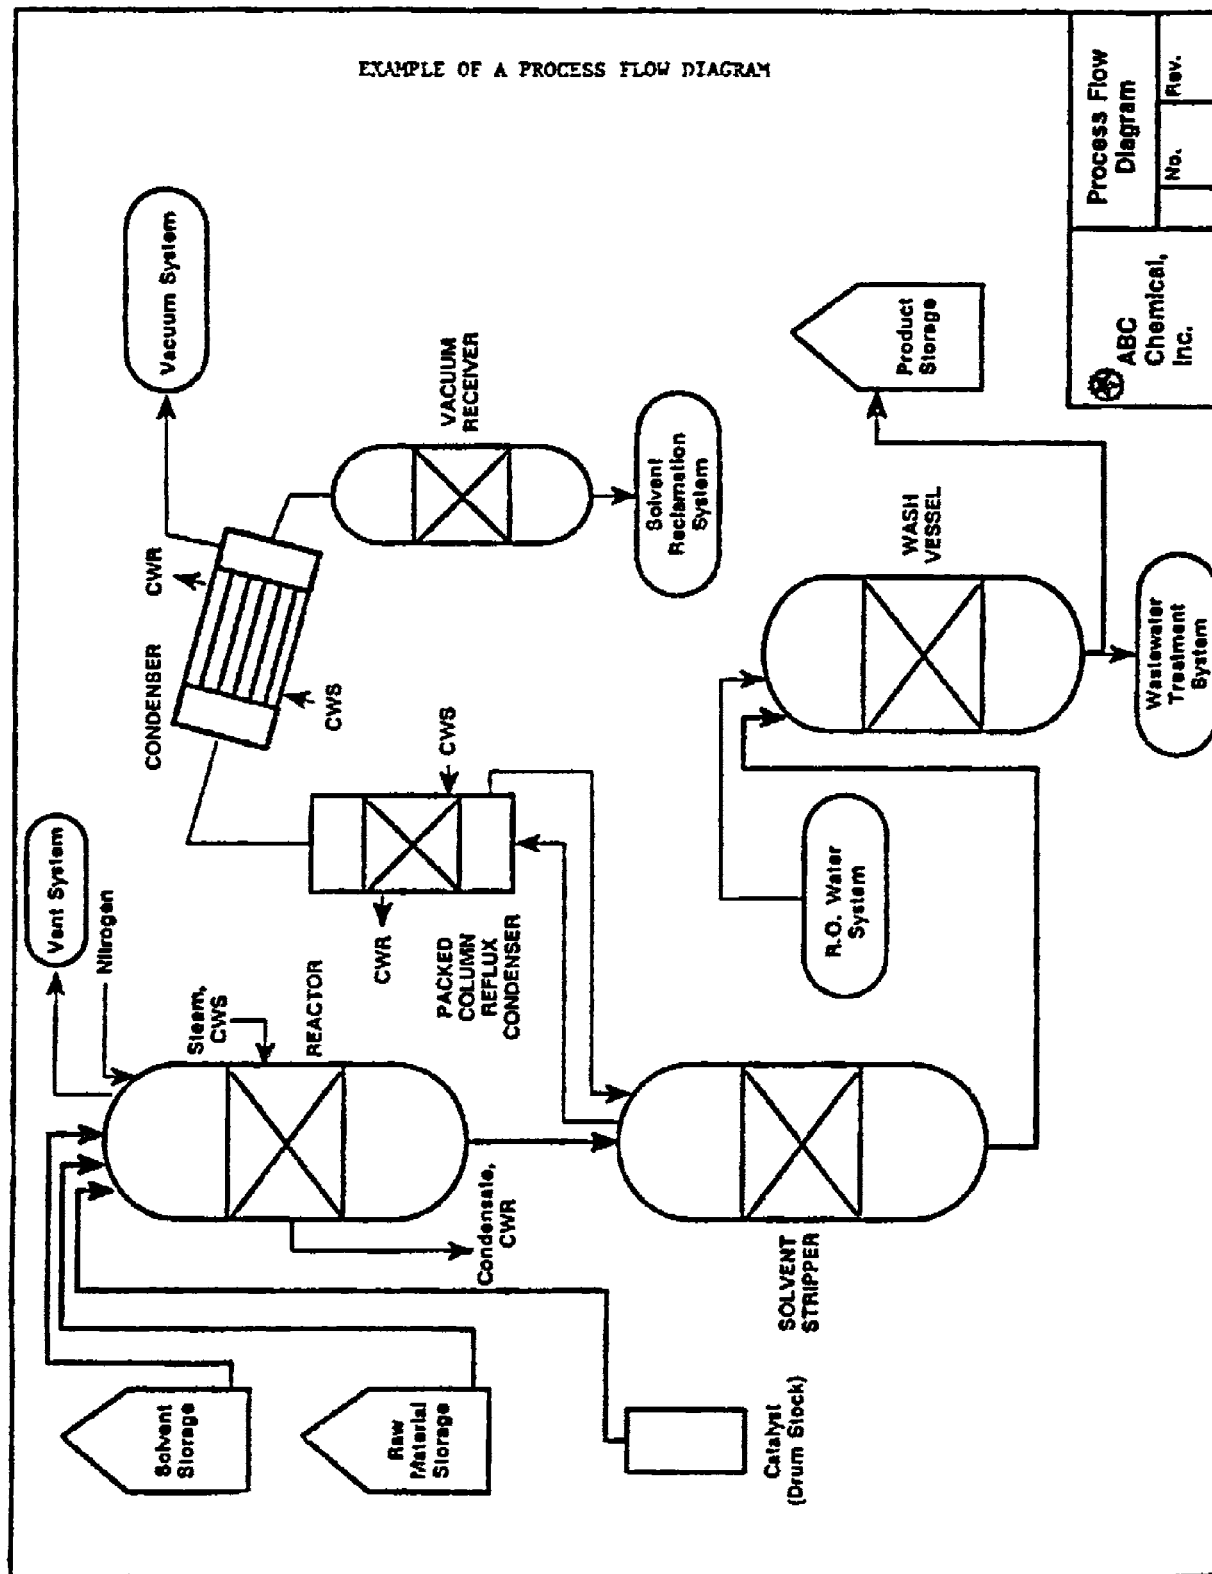 EXAMPLE OF A PROCESS FLOW DIAGRAM
Solvent
Storage
Raw
Material
Storage
Catalyst
(Drum Stock)
Vent System
Nitrogen
Steam,
CWS
REACTOR
Condensate,
CWR
SOLVENT
STRIPPER
PACKED
COLUMN
REFLUX
CONDENSER
CWR
CWS
CONDENSER
CWR
CWS
Vacuum System
VACUUM
RECEIVER
Solvent
Reclamation
System
R.O. Water
System
WASH
VESSEL
Wastewater
Treatment
System
Product
Storage
ABC
Chemical,
Inc.
Process Flow
Diagram
No.
Rev.